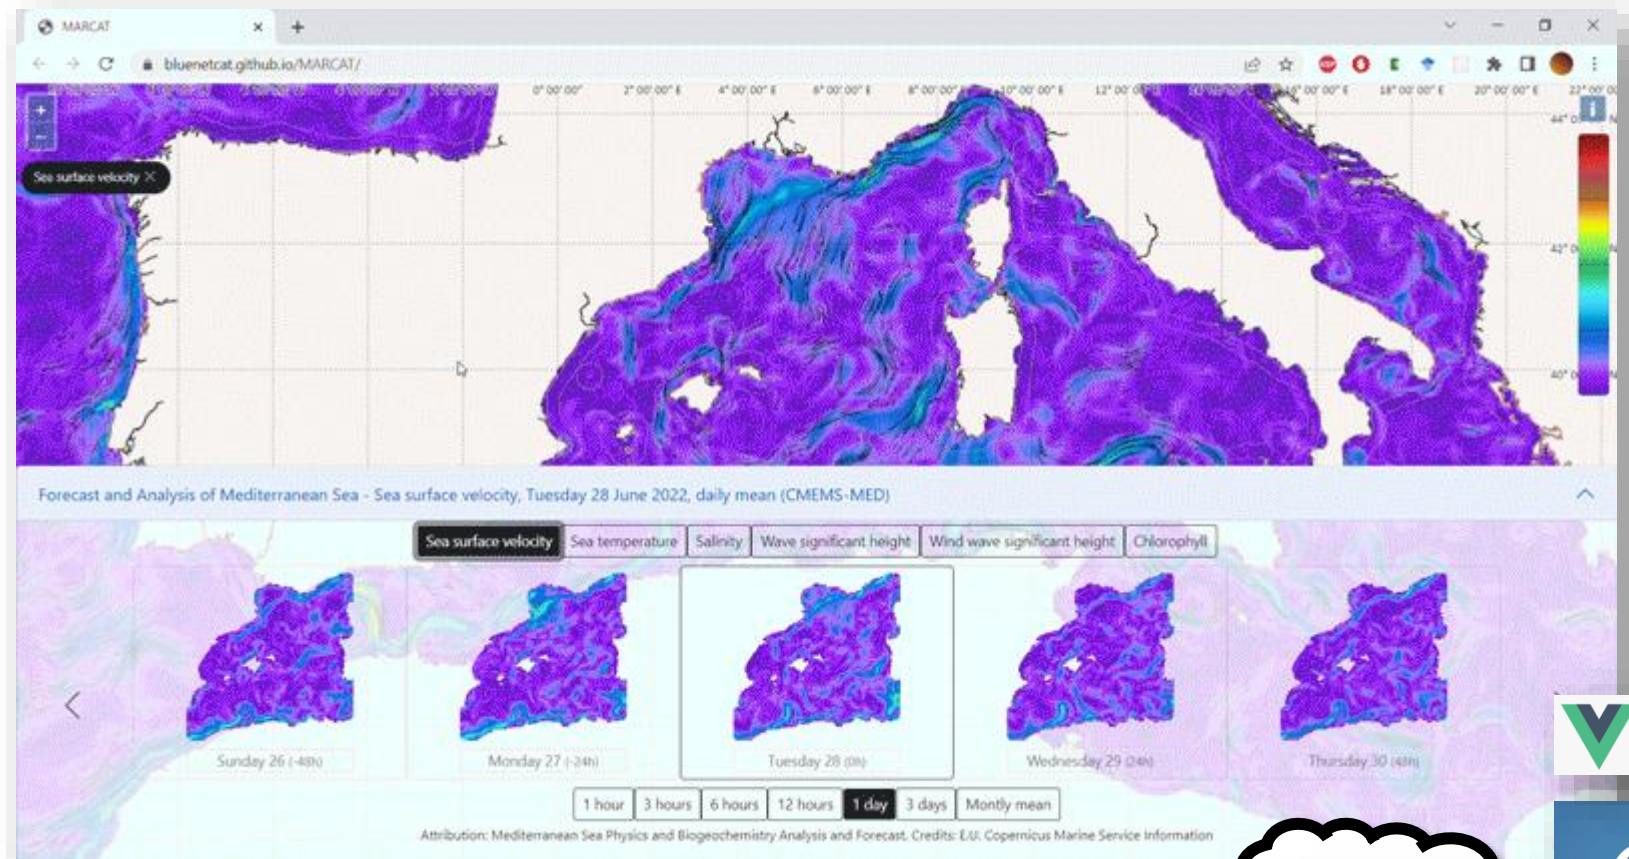 MARCAT
bluenetcat.github.io/MARCAT/
0°00'00"
2°00'00" E
4°00'00" E
6°00'00" E
8°00'00"
10°00'00" E
12°00'
18°00'00" E
20°00'00" E
Sea surface velocity
Forecast and Analysis of Mediterranean Sea - Sea surface velocity, Tuesday 28 June 2022, daily mean (CMEMS-MED)
Sea surface velocity Sea temperature Salinity Wave significant height Wind wave significant height Chlorophyll
Sunday 26 (-48h) Monday 27 (-24h) Tuesday 28 (0h) Wednesday 29 (24h) Thursday 30 (48h)
1 hour 3 hours 6 hours 12 hours 1 day 3 days Montly mean
Attribution: Mediterranean Sea Physics and Biogeochemistry Analysis and Forecast. Credits: E.U. Copernicus Marine Service Information